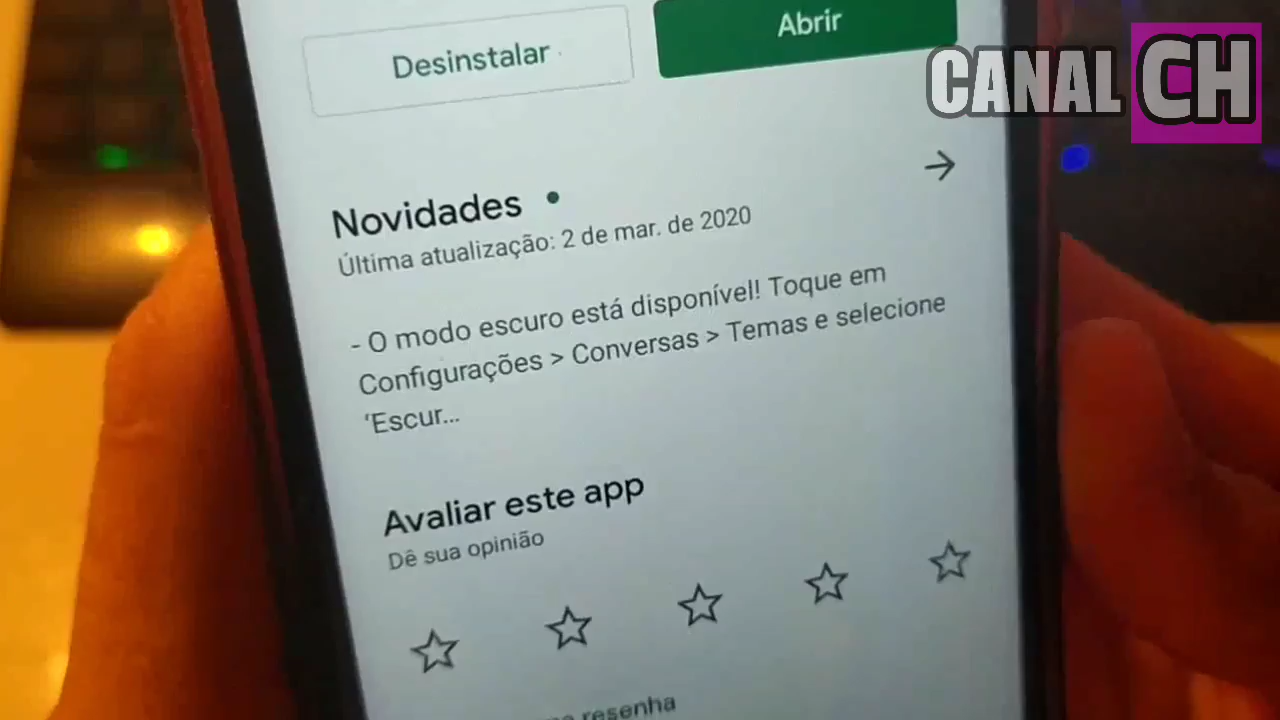 Desinstalar
Abrir
CANAL CH
Novidades
Última atualização: 2 de mar. de 2020
- O modo escuro está disponível! Toque em
Configurações > Conversas > Temas e selecione
'Escur...
Avaliar este app
Dê sua opinião
resenha